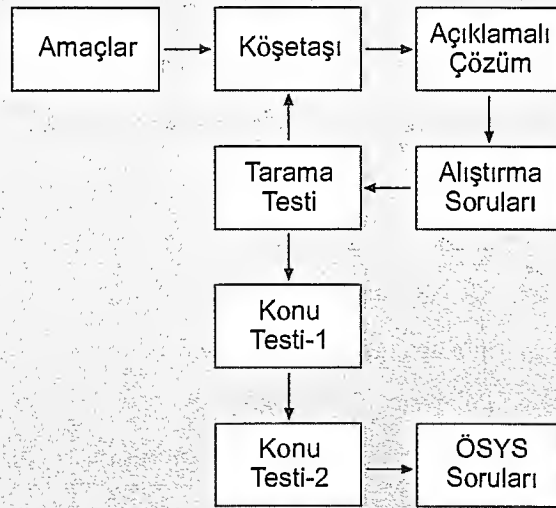 Amaçlar
Köşetaşı
Açıklamalı
Çözüm
Tarama
Testi
Alıştırma
Soruları
Konu
Testi-1
Konu
Testi-2
ÖSYS
Soruları